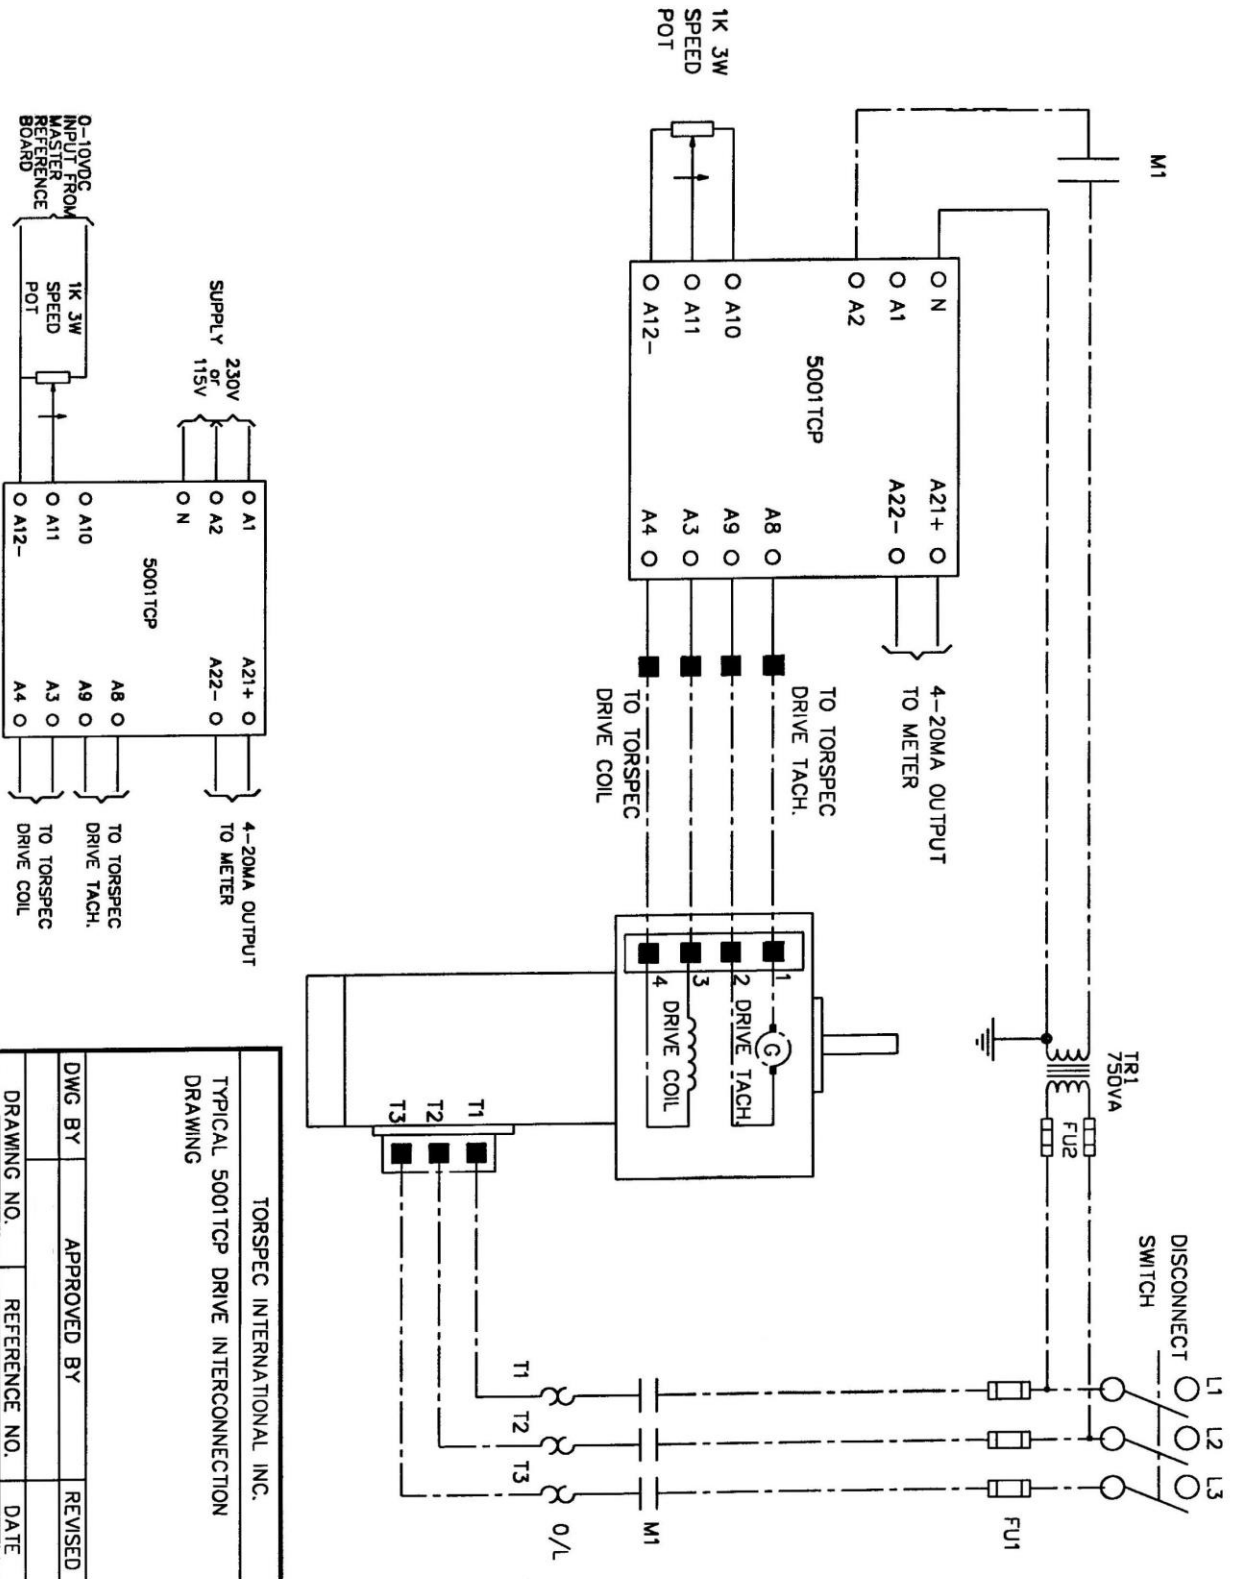 DISCONNECT
SWITCH
L1
L2
L3
M1
TR1
750VA
FU2
FU1
1K 3W
SPEED
POT
N
A1
A2
A10
A11
A12-
5001TCP
A21+
A22-
A8
A9
A3
A4
4-20MA OUTPUT
TO METER
TO TORSPEC
DRIVE TACH.
TO TORSPEC
DRIVE COIL
1
2
3
4
G
DRIVE TACH.
DRIVE COIL
T1
T2
T3
T1
T2
T3
M1
O/L
0-10VDC
INPUT FROM
MASTER
REFERENCE
BOARD
1K 3W
SPEED
POT
SUPPLY
230V
or
115V
A1
A2
N
A10
A11
A12-
5001TCP
A21+
A22-
A8
A9
A3
A4
4-20MA OUTPUT
TO METER
TO TORSPEC
DRIVE TACH.
TO TORSPEC
DRIVE COIL
TORSPEC INTERNATIONAL INC.
TYPICAL 5001TCP DRIVE INTERCONNECTION
DRAWING
DWG BY
APPROVED BY
REVISED
DRAWING NO.
REFERENCE NO.
DATE